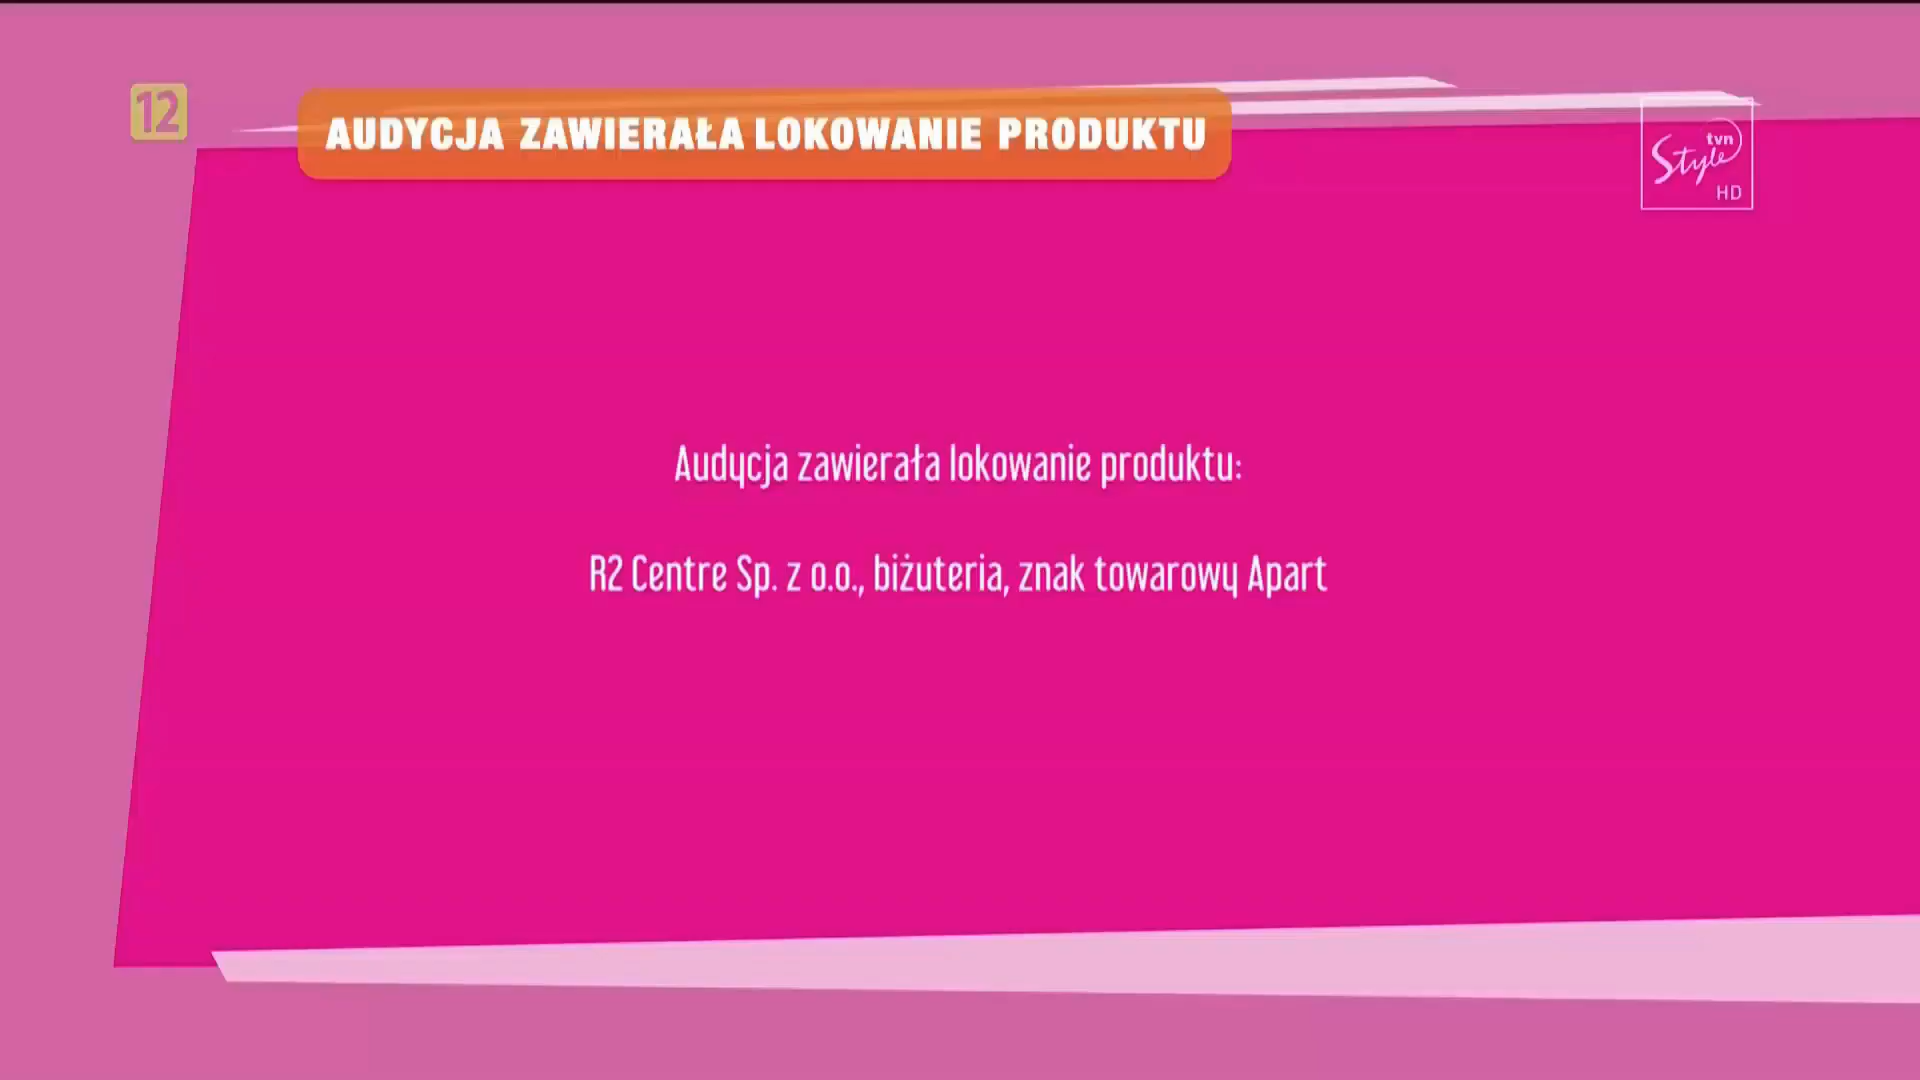 12
AUDYCJA ZAWIERAŁA LOKOWANIE PRODUKTU
tvn
Style
HD
Audycja zawierała lokowanie produktu:
R2 Centre Sp. z o.o., biżuteria, znak towarowy Apart